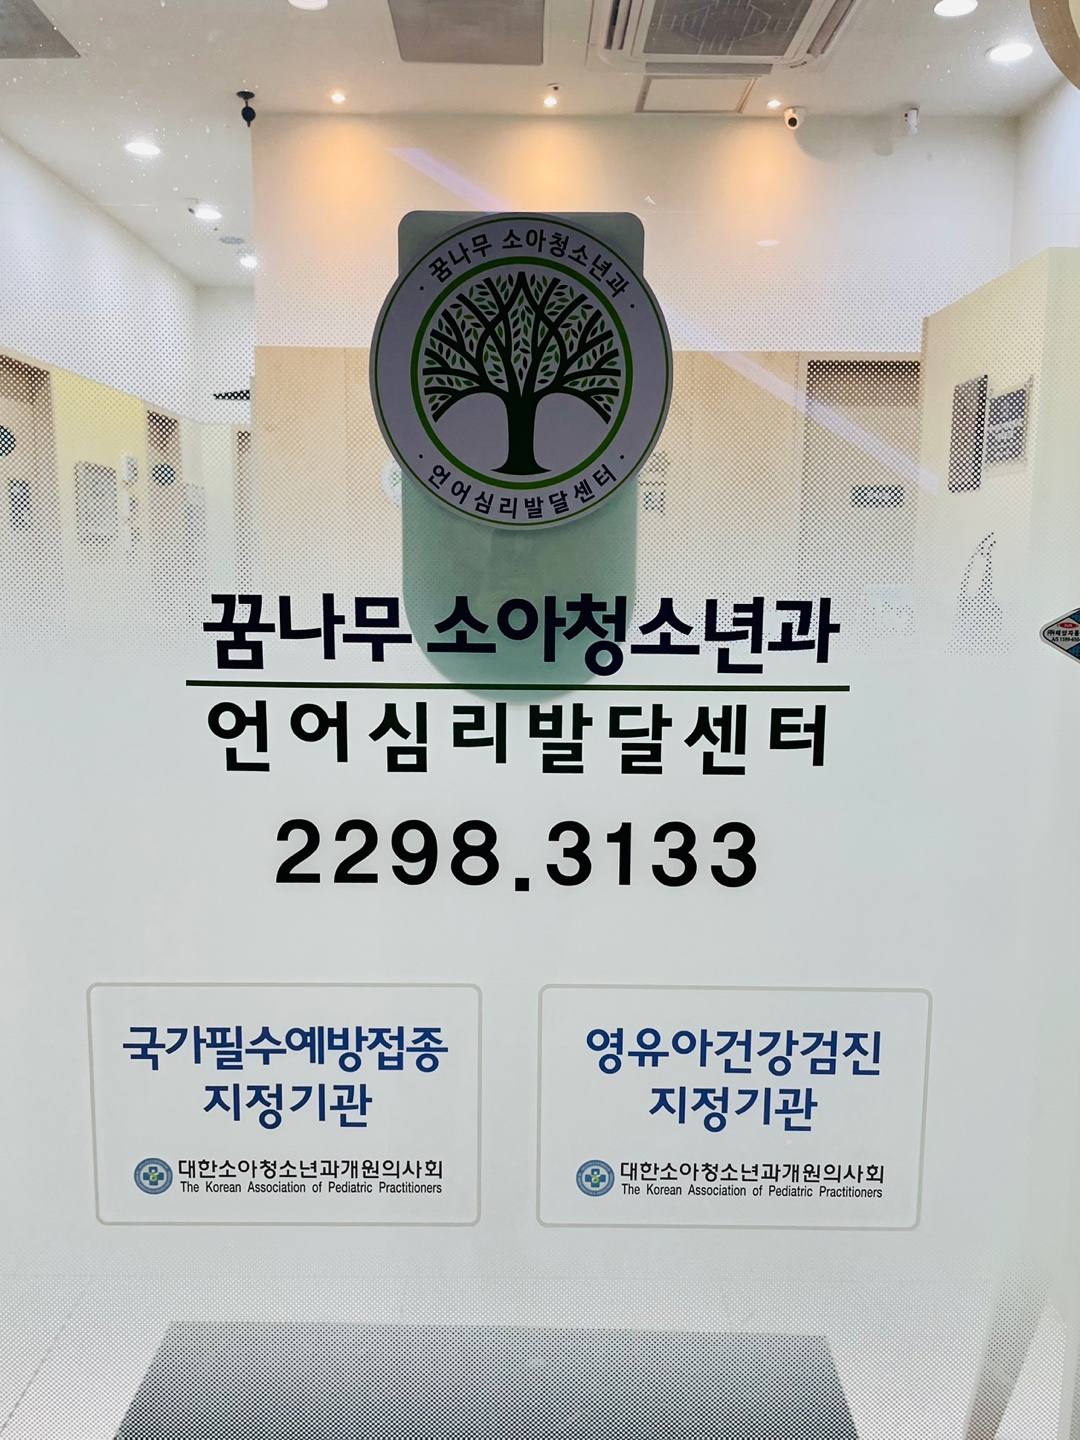 꿈나무 소아청소년과
언어심리발달센터
꿈나무 소아청소년과
언어심리발달센터
2298.3133
국가필수예방접종
지정기관
대한소아청소년과개원의사회
The Korean Association of Pediatric Practitioners
영유아건강검진
지정기관
대한소아청소년과개원의사회
The Korean Association of Pediatric Practitioners